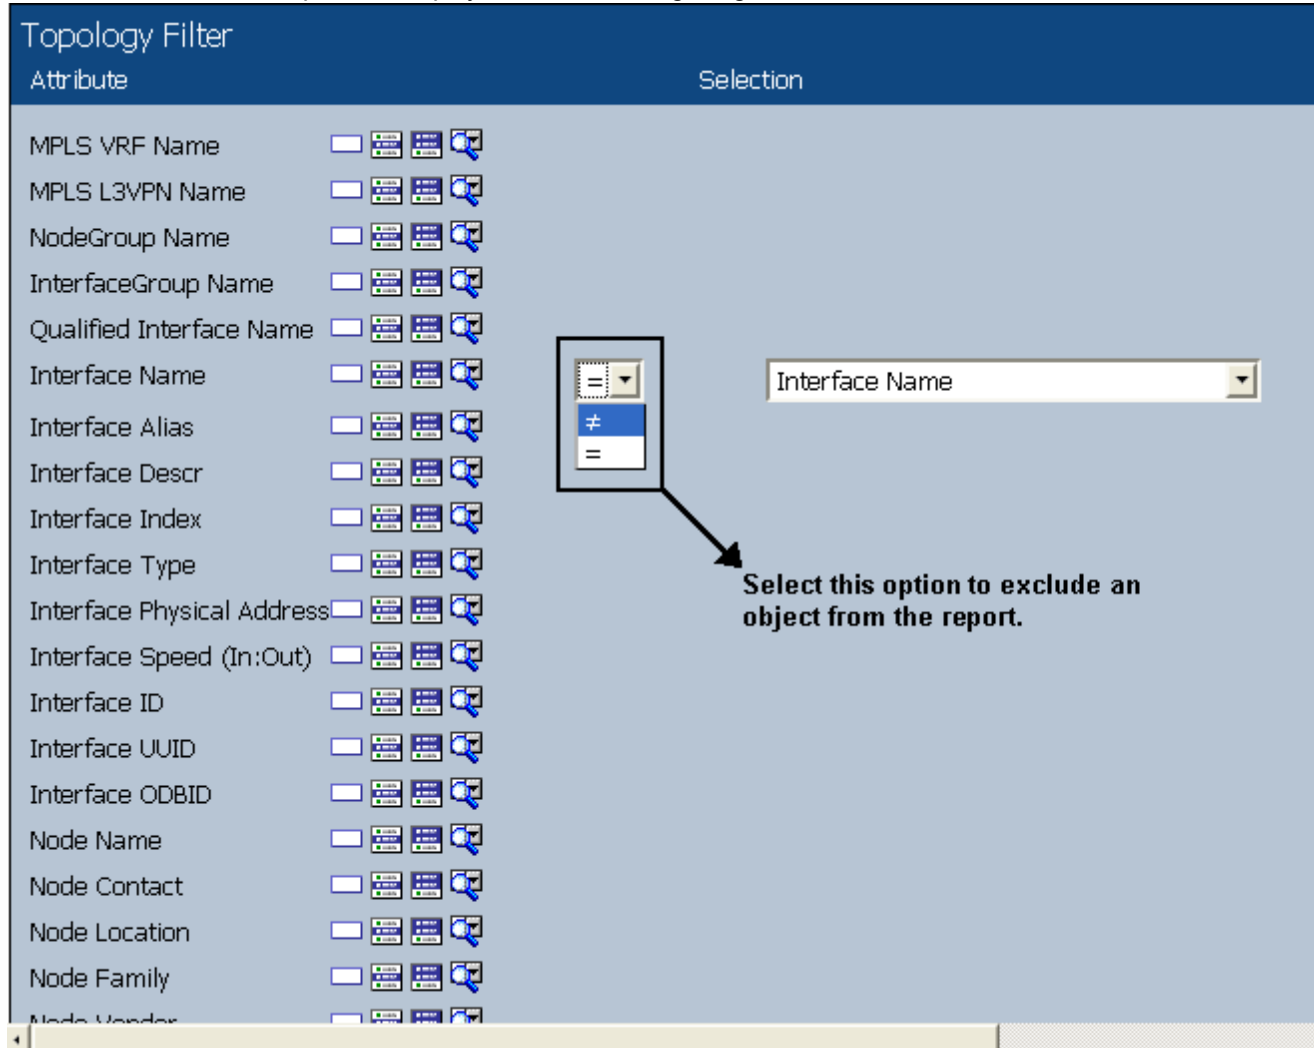 Topology Filter
Attribute Selection
MPLS VRF Name
MPLS L3VPN Name
NodeGroup Name
InterfaceGroup Name
Qualified Interface Name
Interface Name = Interface Name
≠
Interface Alias
=
Interface Descr
Interface Index
Interface Type
Select this option to exclude an
object from the report.
Interface Physical Address
Interface Speed (In:Out)
Interface ID
Interface UUID
Interface ODBID
Node Name
Node Contact
Node Location
Node Family
Node Vendor